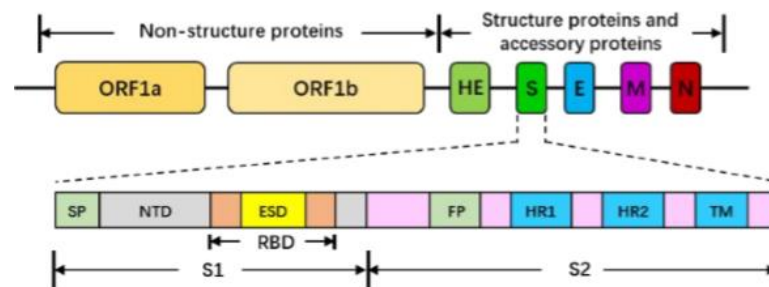 Non-structure proteins
Structure proteins and
accessory proteins
ORF1a ORF1b HE S E M N
SP NTD ESD FP HR1 HR2 TM
RBD
S1 S2